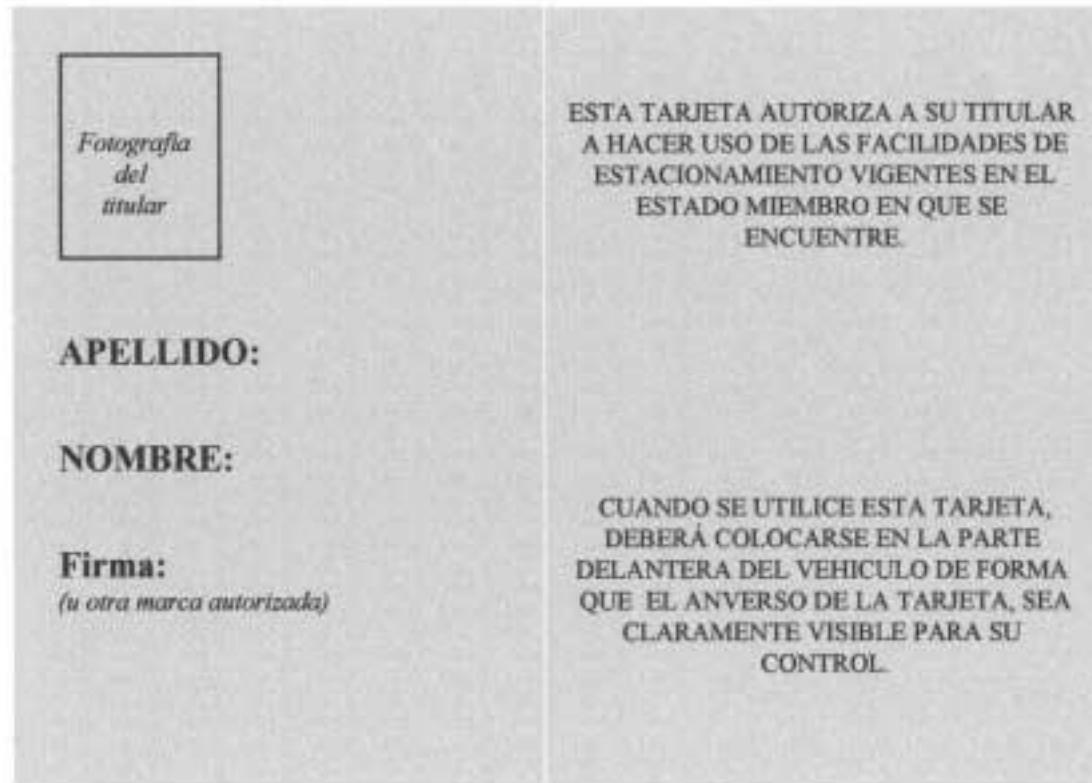 Fotografía
del
titular
APELLIDO:
NOMBRE:
Firma:
(u otra marca autorizada)
ESTA TARJETA AUTORIZA A SU TITULAR
A HACER USO DE LAS FACILIDADES DE
ESTACIONAMIENTO VIGENTES EN EL
ESTADO MIEMBRO EN QUE SE
ENCUENTRE.
CUANDO SE UTILICE ESTA TARJETA,
DEBERÁ COLOCARSE EN LA PARTE
DELANTERA DEL VEHICULO DE FORMA
QUE EL ANVERSO DE LA TARJETA, SEA
CLARAMENTE VISIBLE PARA SU
CONTROL.